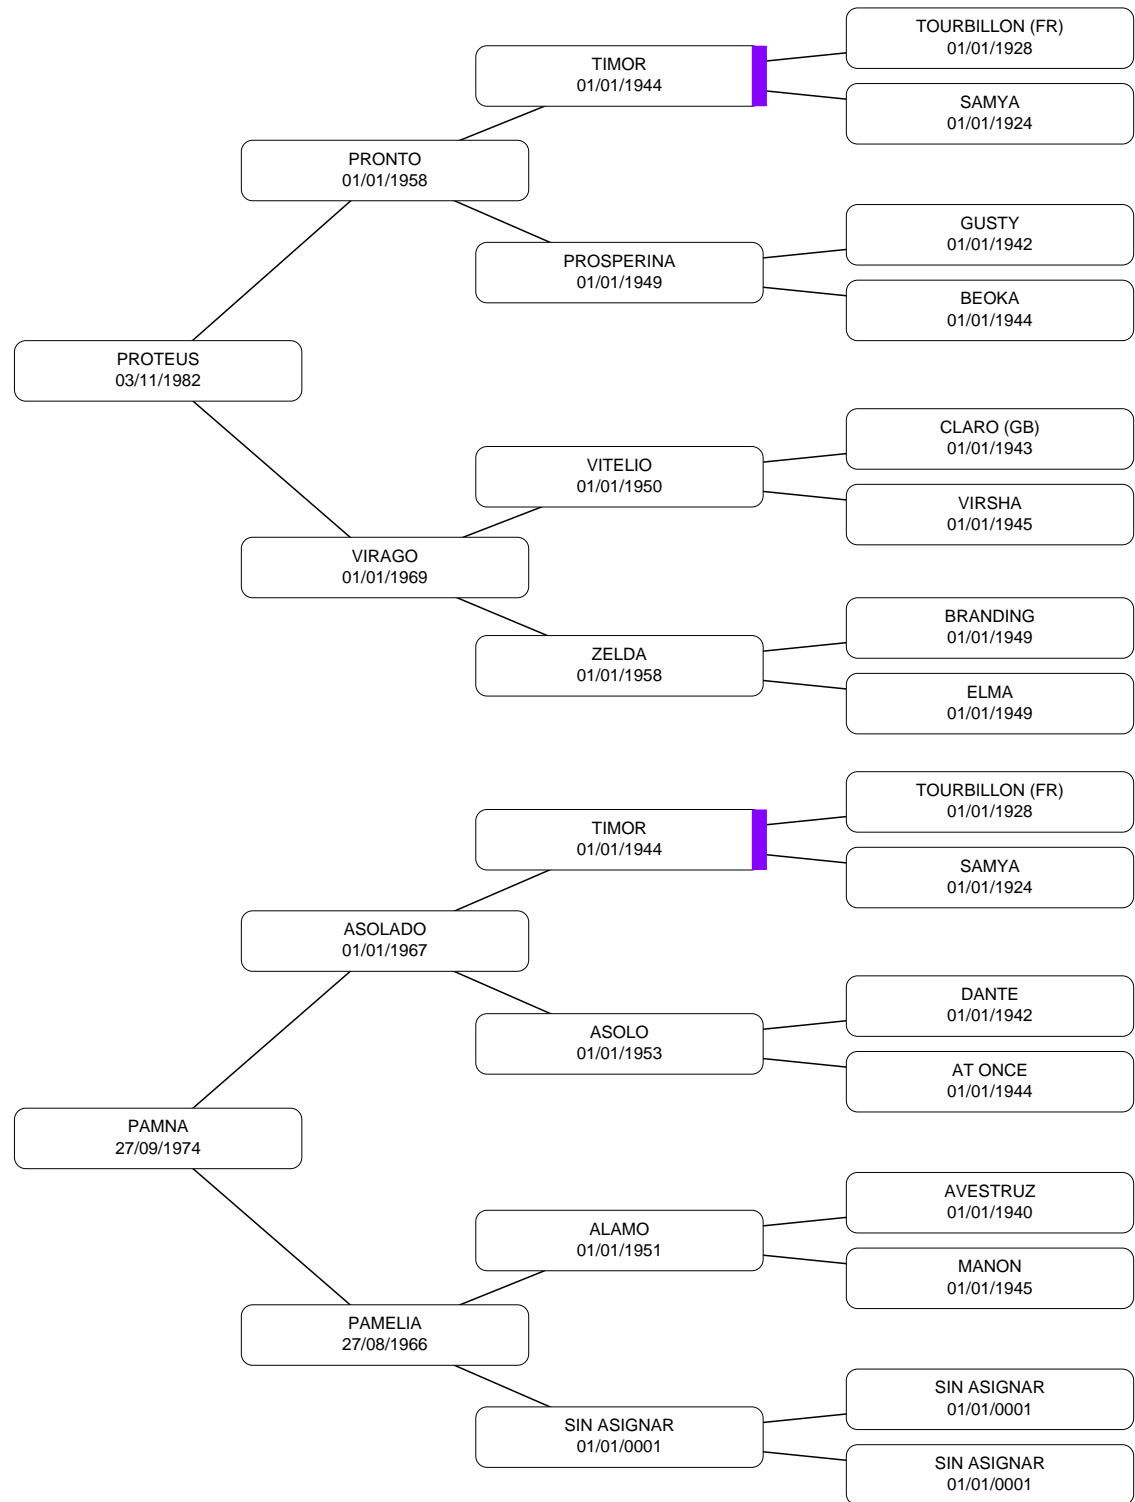 TOURBILLON (FR)
01/01/1928
TIMOR
01/01/1944
SAMYA
01/01/1924
PRONTO
01/01/1958
GUSTY
01/01/1942
PROSPERINA
01/01/1949
BEOKA
01/01/1944
PROTEUS
03/11/1982
CLARO (GB)
01/01/1943
VITELIO
01/01/1950
VIRSHA
01/01/1945
VIRAGO
01/01/1969
BRANDING
01/01/1949
ZELDA
01/01/1958
ELMA
01/01/1949
TOURBILLON (FR)
01/01/1928
TIMOR
01/01/1944
SAMYA
01/01/1924
ASOLADO
01/01/1967
DANTE
01/01/1942
ASOLO
01/01/1953
AT ONCE
01/01/1944
PAMNA
27/09/1974
AVESTRUZ
01/01/1940
ALAMO
01/01/1951
MANON
01/01/1945
PAMELIA
27/08/1966
SIN ASIGNAR
01/01/0001
SIN ASIGNAR
01/01/0001
SIN ASIGNAR
01/01/0001